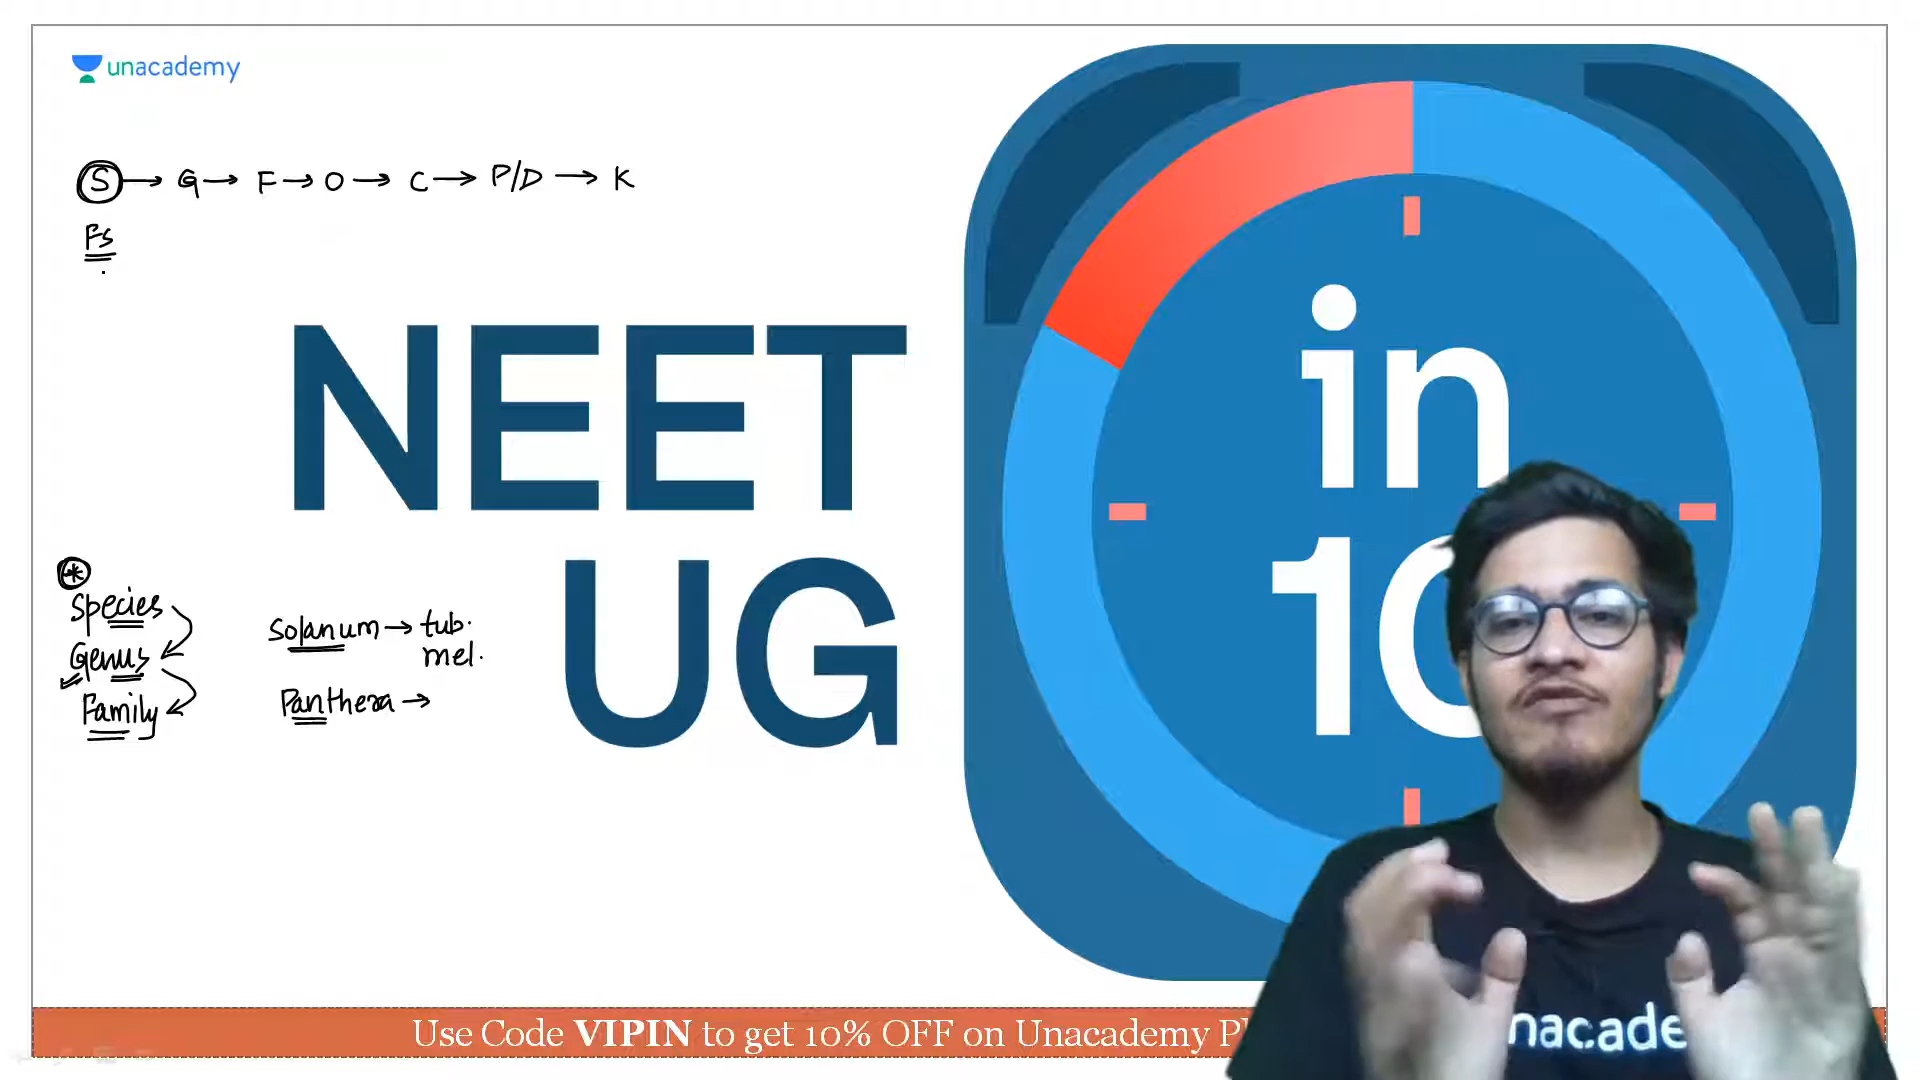 unacademy
S → G → F → O → C → P/D → K
Fs
NEET
UG
in
10
Species
Genus
Family
Solanum → tub.
mel.
Panthera →
Use Code VIPIN to get 10% OFF on Unacademy
nacade